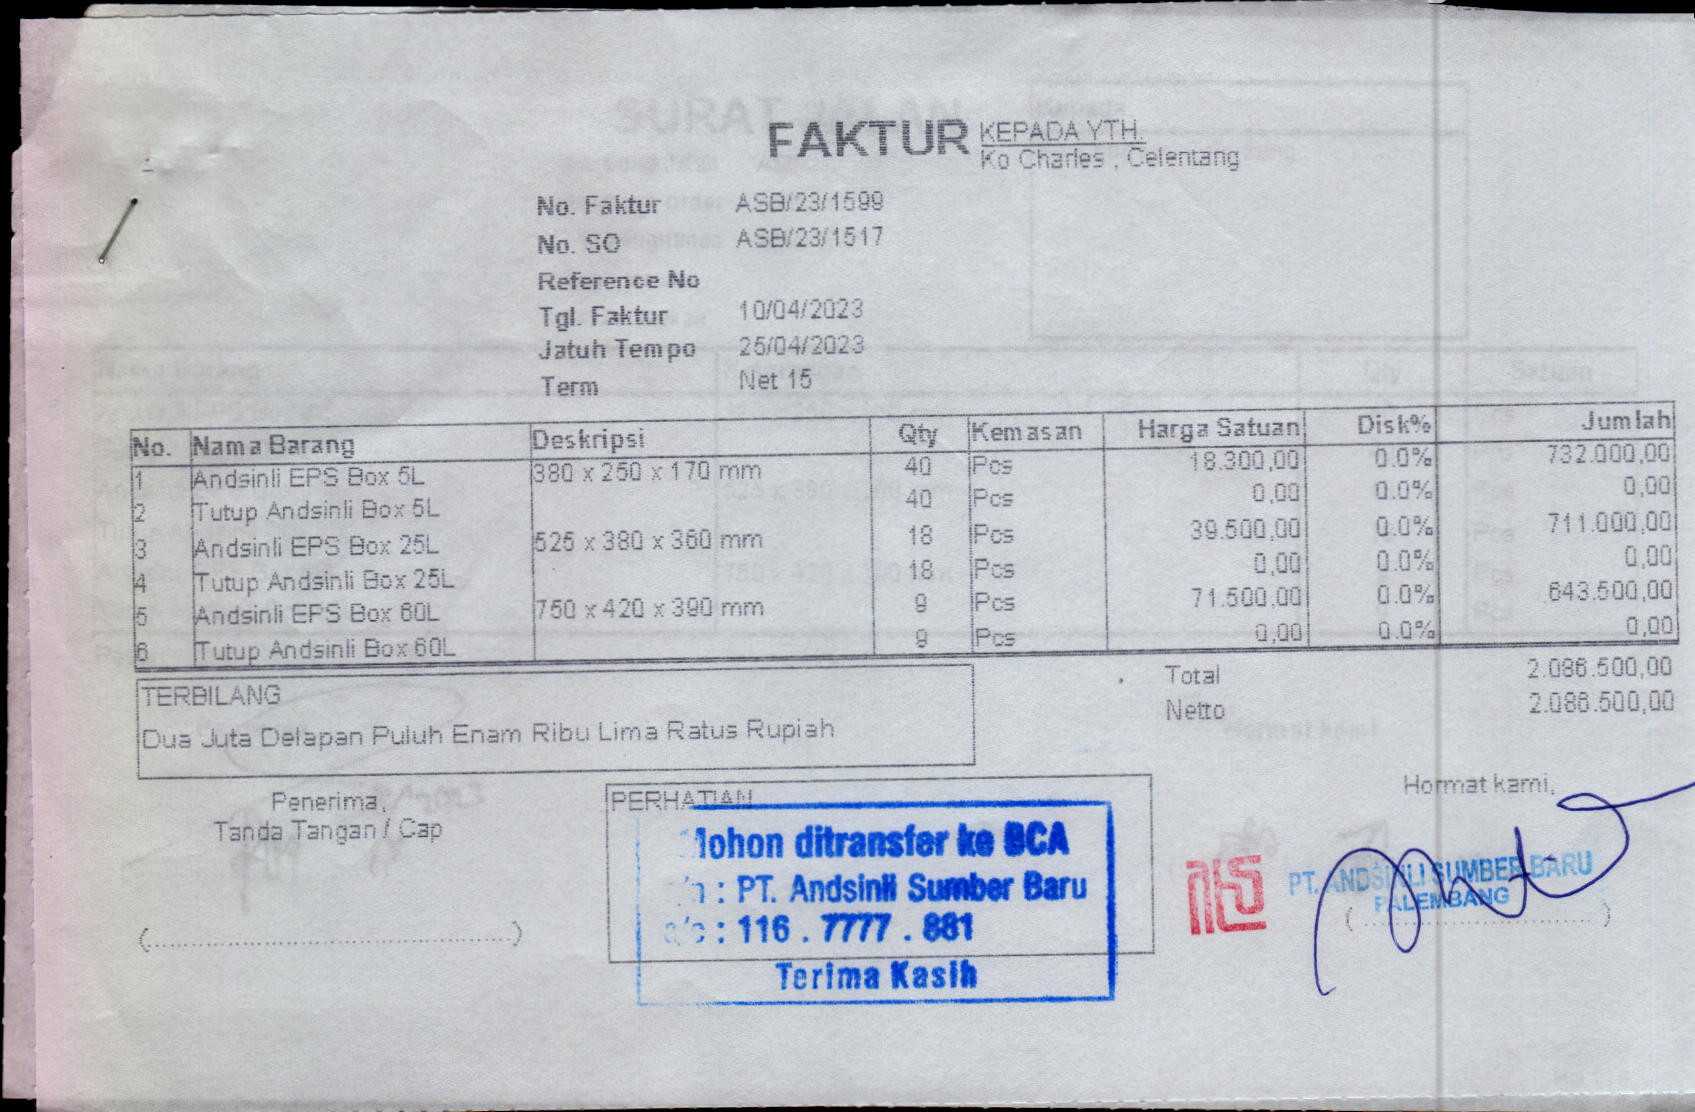 FAKTUR
KEPADA YTH.
Ko Charles , Celentang
No. Faktur ASB/23/1599
No. SO ASB/23/1517
Reference No
Tgl. Faktur 10/04/2023
Jatuh Tempo 25/04/2023
Term Net 15
No. Nama Barang Deskripsi Qty Kemasan Harga Satuan Disk% Jumlah
1 Andsinli EPS Box 5L 380 x 250 x 170 mm 40 Pcs 18.300,00 0.0% 732.000,00
2 Tutup Andsinli Box 5L 40 Pcs 0,00 0.0% 0,00
3 Andsinli EPS Box 25L 525 x 380 x 360 mm 18 Pcs 39.500,00 0.0% 711.000,00
4 Tutup Andsinli Box 25L 18 Pcs 0,00 0.0% 0,00
5 Andsinli EPS Box 60L 750 x 420 x 390 mm 9 Pcs 71.500,00 0.0% 643.500,00
6 Tutup Andsinli Box 60L 9 Pcs 0,00 0.0% 0,00
Total 2.086.500,00
Netto 2.086.500,00
TERBILANG
Dua Juta Delapan Puluh Enam Ribu Lima Ratus Rupiah
Penerima,
Tanda Tangan / Cap
(......................................)
PERHATIAN
Mohon ditransfer ke BCA
a/n : PT. Andsinli Sumber Baru
a/c : 116 . 7777 . 881
Terima Kasih
Hormat kami,
PT. ANDSINLI SUMBER BARU
PALEMBANG
(..............................)